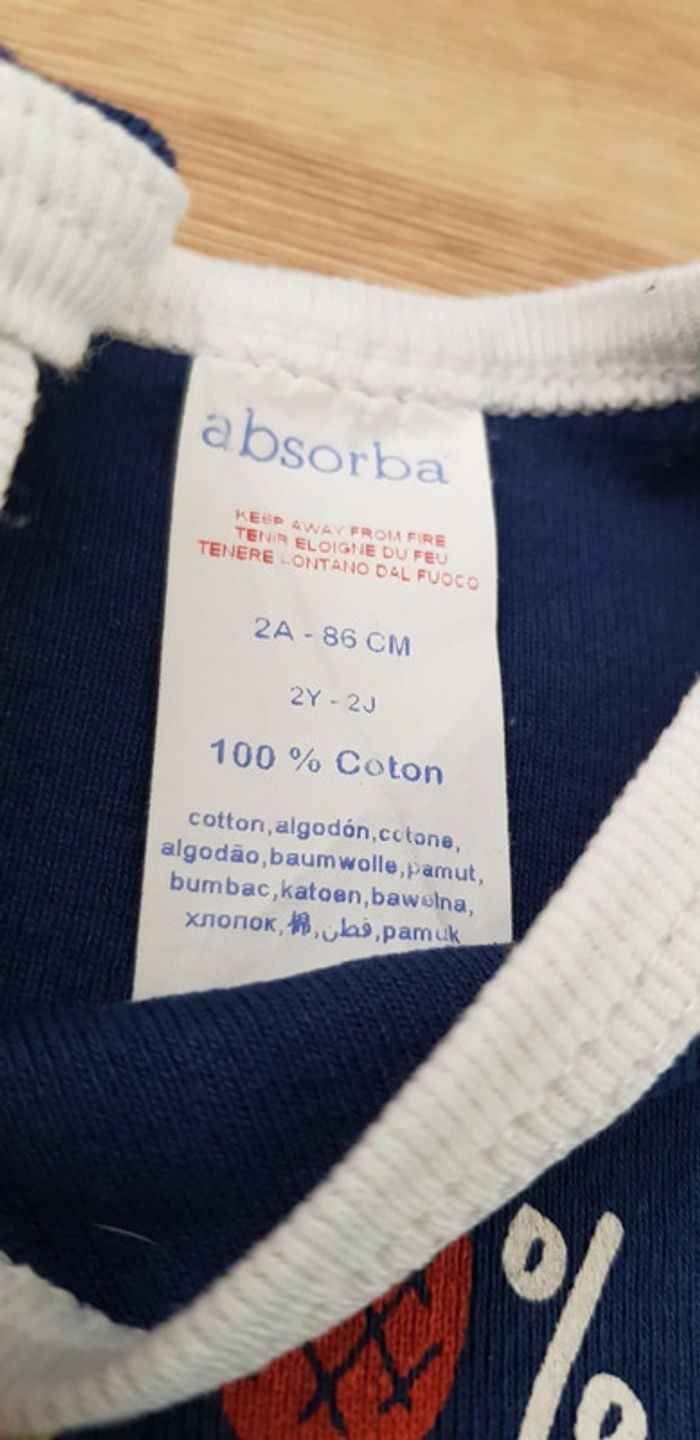 absorba
KEEP AWAY FROM FIRE
TENIR ELOIGNE DU FEU
TENERE LONTANO DAL FUOCO
2A - 86 CM
2Y - 2J
100 % Coton
cotton,algodón,cotone,
algodão,baumwolle,pamut,
bumbac,katoen,bawełna,
хлопок,棉,قطن,pamuk
%